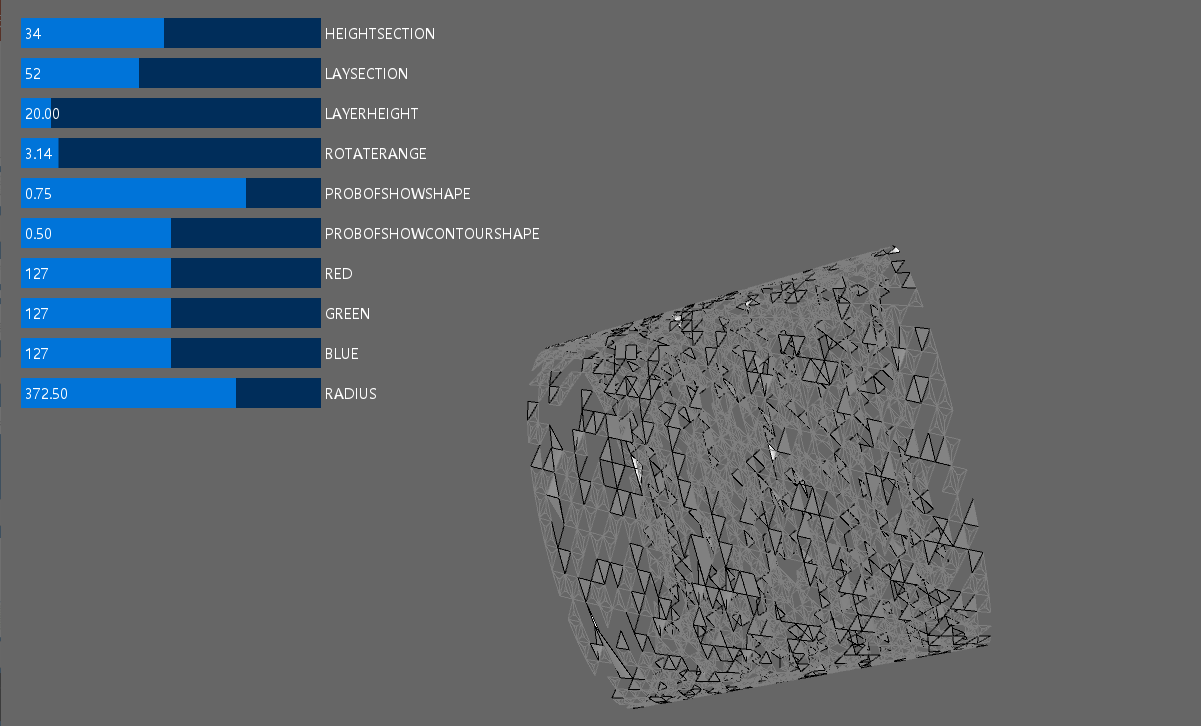 34 HEIGHTSECTION
52 LAYSECTION
20.00 LAYERHEIGHT
3.14 ROTATERANGE
0.75 PROBOFSHOWSHAPE
0.50 PROBOFSHOWCONTOURSHAPE
127 RED
127 GREEN
127 BLUE
372.50 RADIUS